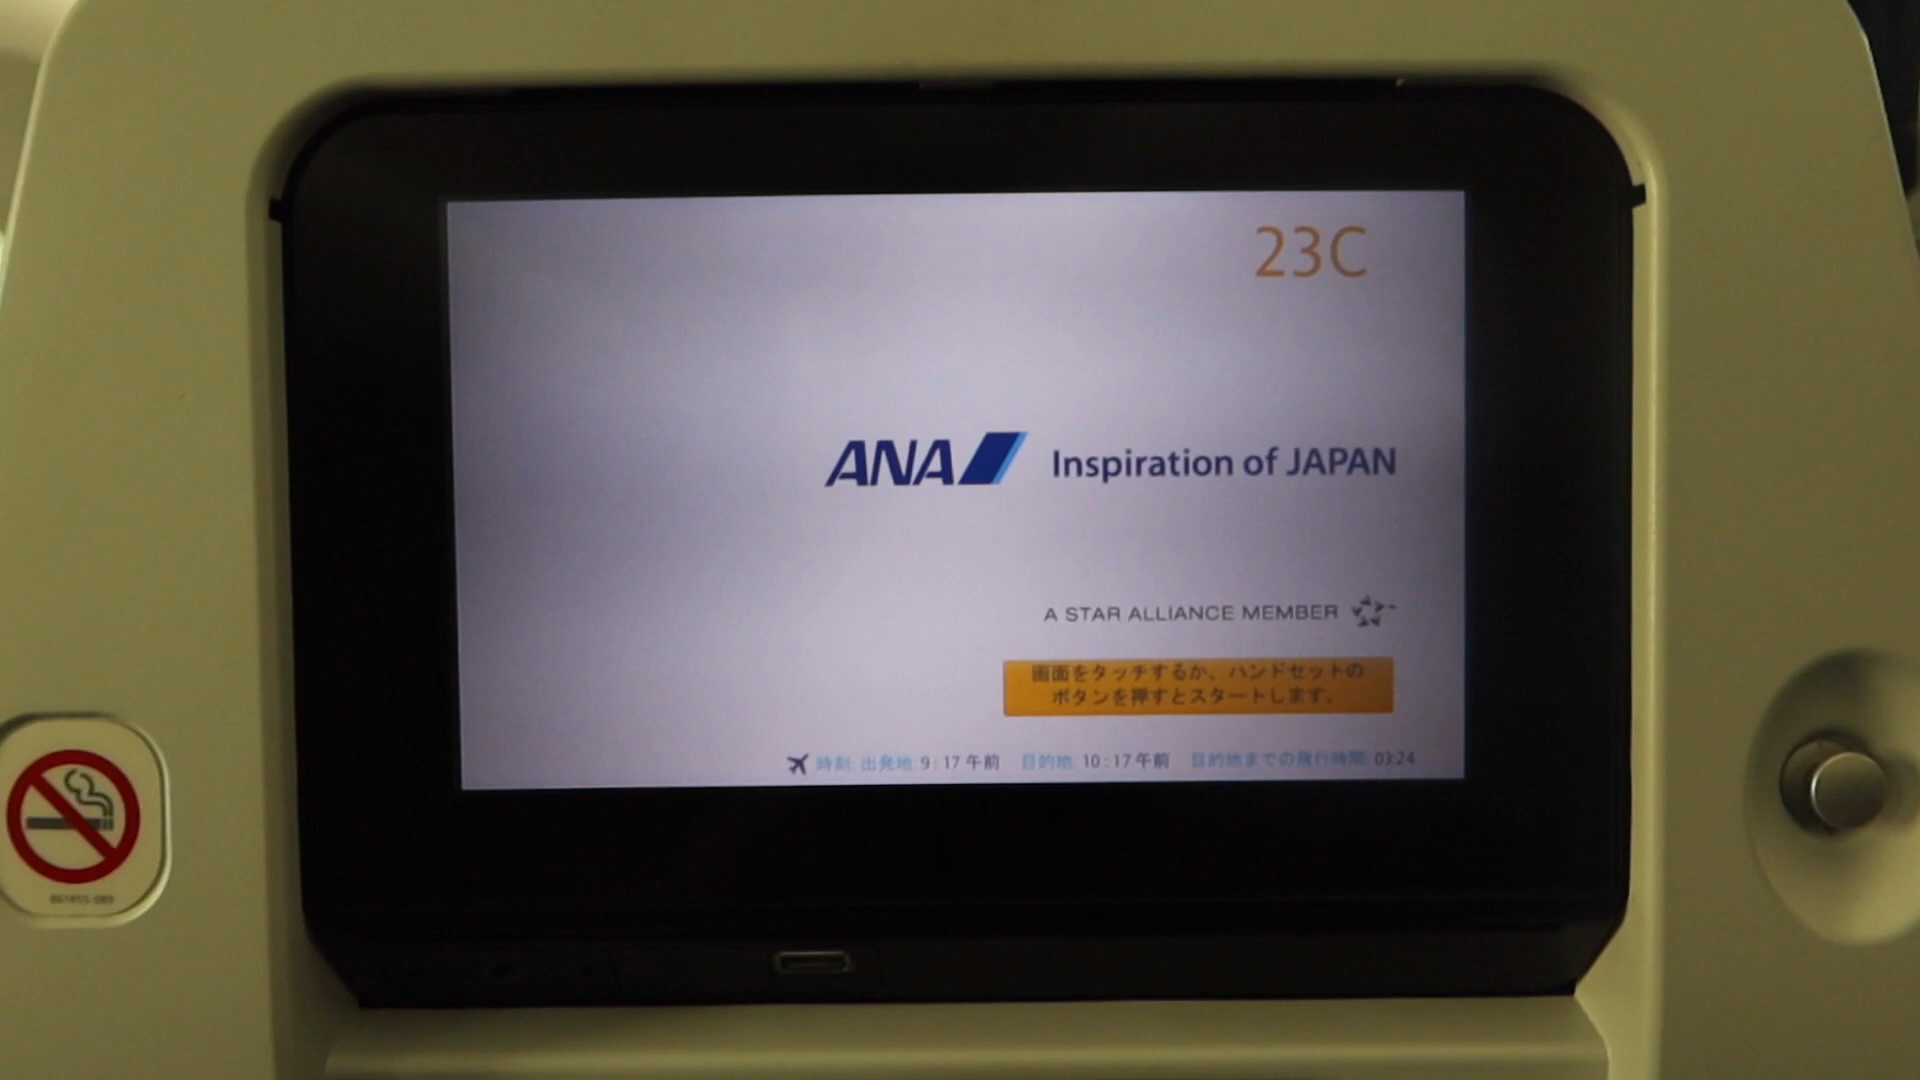 23C
ANA Inspiration of JAPAN
A STAR ALLIANCE MEMBER
画面をタッチするか、ハンドセットの
ボタンを押すとスタートします。
時刻: 出発地: 9:17 午前 目的地: 10:17 午前 目的地までの飛行時間: 03:24